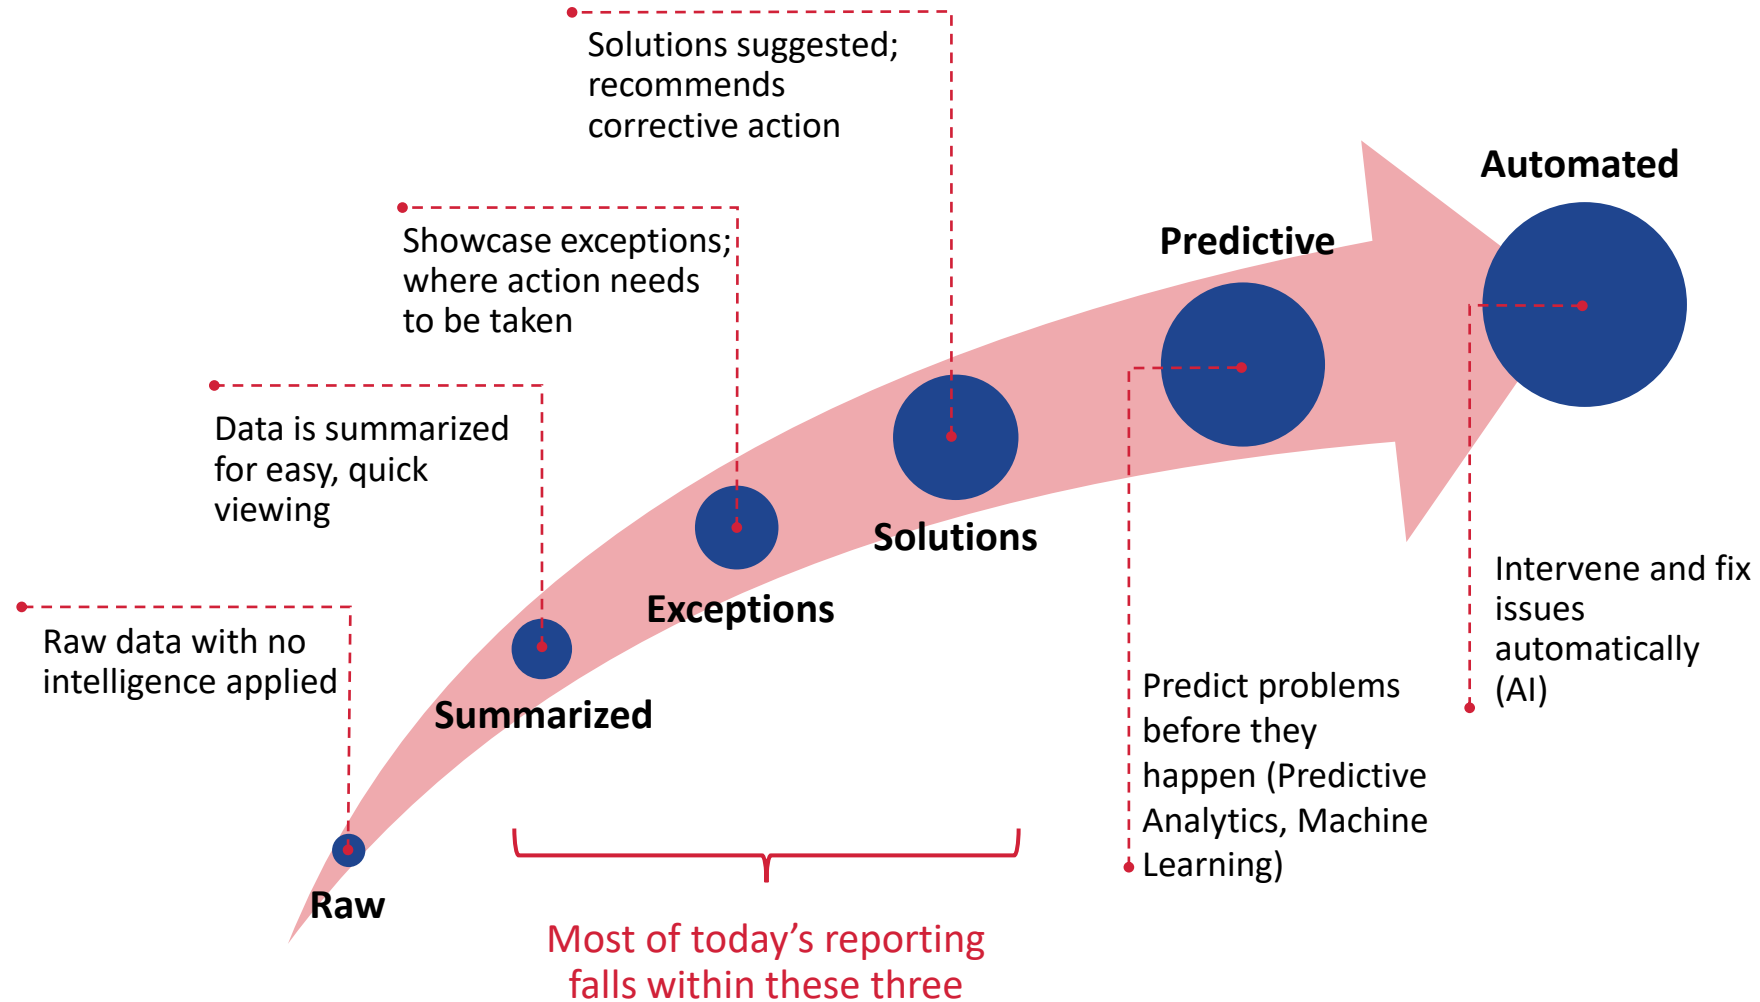 Solutions suggested;
recommends
corrective action
Automated
Predictive
Showcase exceptions;
where action needs
to be taken
Data is summarized
for easy, quick
viewing
Solutions
Exceptions
Raw data with no
intelligence applied
Summarized
Intervene and fix
issues
automatically
(AI)
Predict problems
before they
happen (Predictive
Analytics, Machine
Learning)
Raw
Most of today’s reporting
falls within these three